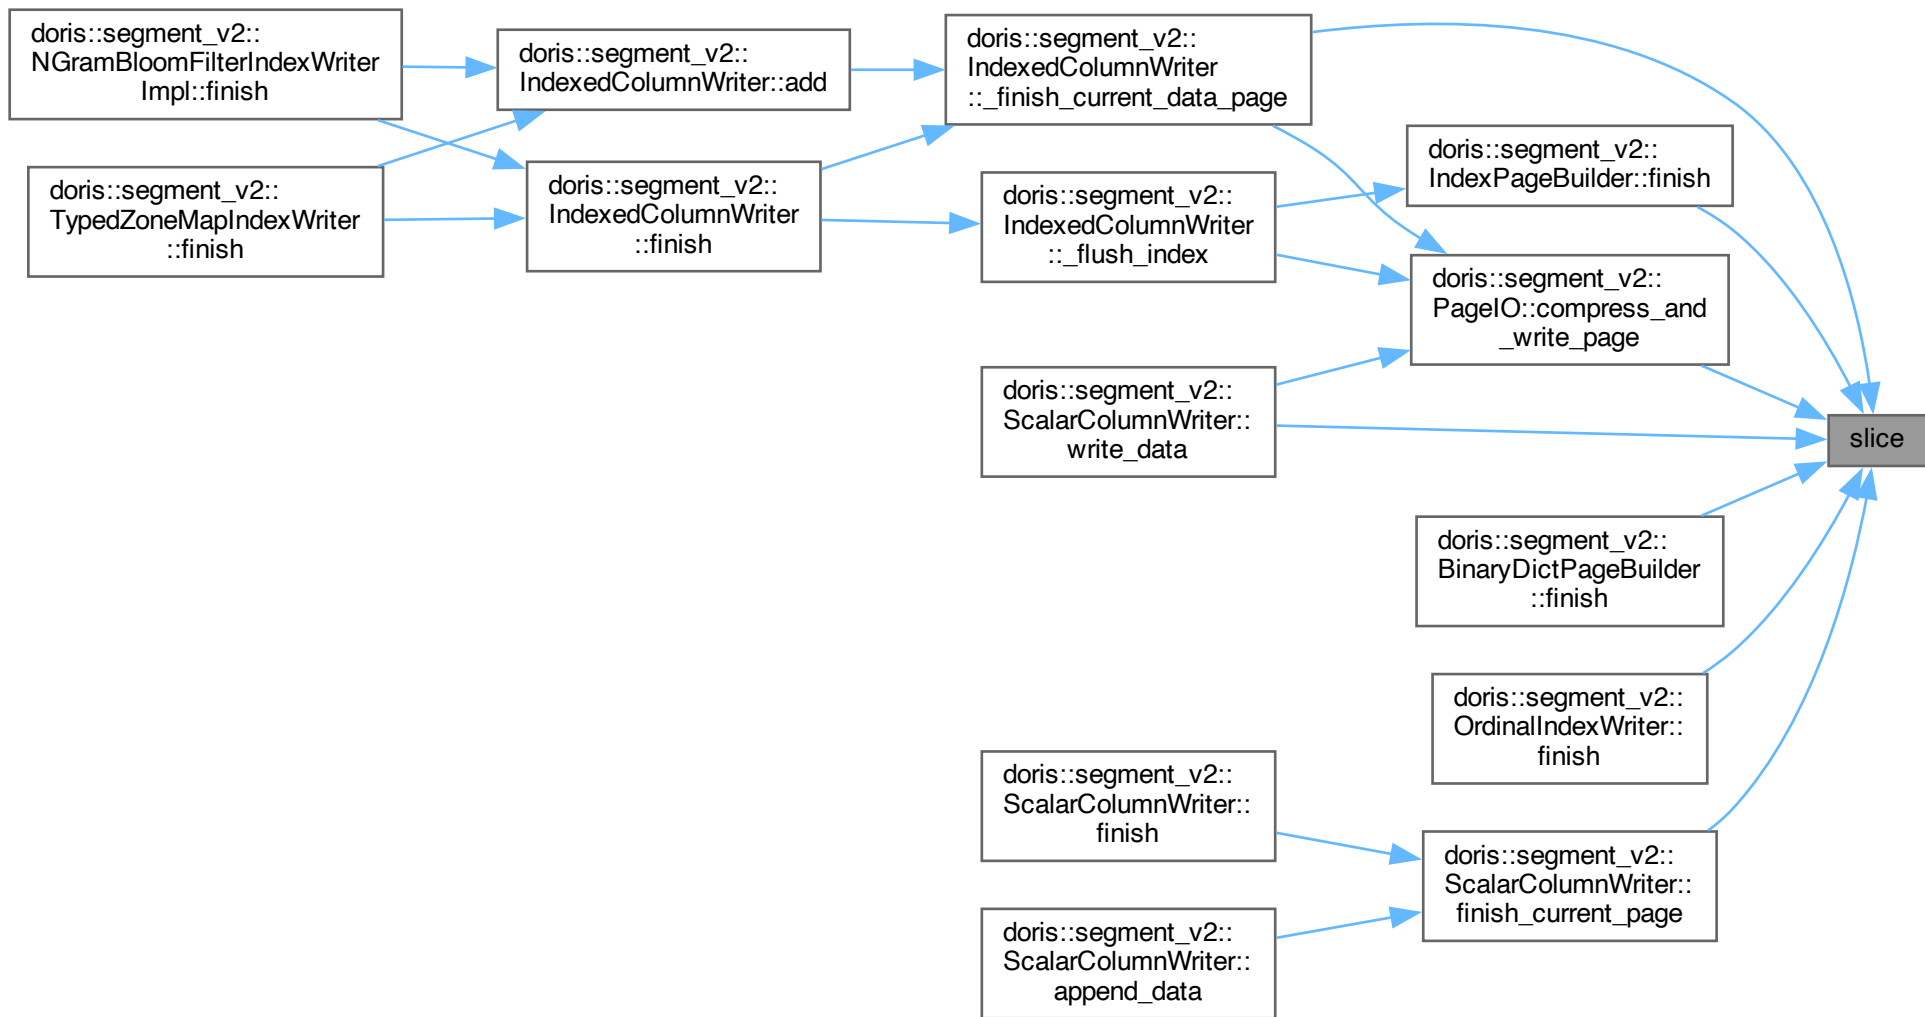 doris::segment_v2::
NGramBloomFilterIndexWriter
Impl::finish
doris::segment_v2::
IndexedColumnWriter::add
doris::segment_v2::
IndexedColumnWriter
::_finish_current_data_page
doris::segment_v2::
IndexPageBuilder::finish
doris::segment_v2::
TypedZoneMapIndexWriter
::finish
doris::segment_v2::
IndexedColumnWriter
::finish
doris::segment_v2::
IndexedColumnWriter
::_flush_index
doris::segment_v2::
PageIO::compress_and
_write_page
doris::segment_v2::
ScalarColumnWriter::
write_data
slice
doris::segment_v2::
BinaryDictPageBuilder
::finish
doris::segment_v2::
OrdinalIndexWriter::
finish
doris::segment_v2::
ScalarColumnWriter::
finish
doris::segment_v2::
ScalarColumnWriter::
finish_current_page
doris::segment_v2::
ScalarColumnWriter::
append_data